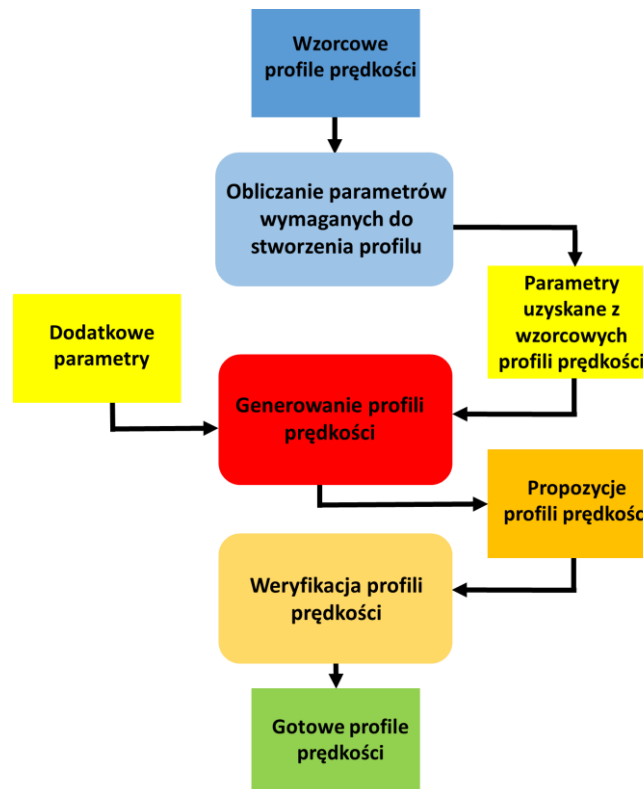 Wzorcowe
profile prędkości
Obliczanie parametrów
wymaganych do
stworzenia profilu
Parametry
uzyskane z
wzorcowych
profili prędkości
Dodatkowe
parametry
Generowanie profili
prędkości
Propozycje
profili prędkośc
Weryfikacja profili
prędkości
Gotowe profile
prędkości